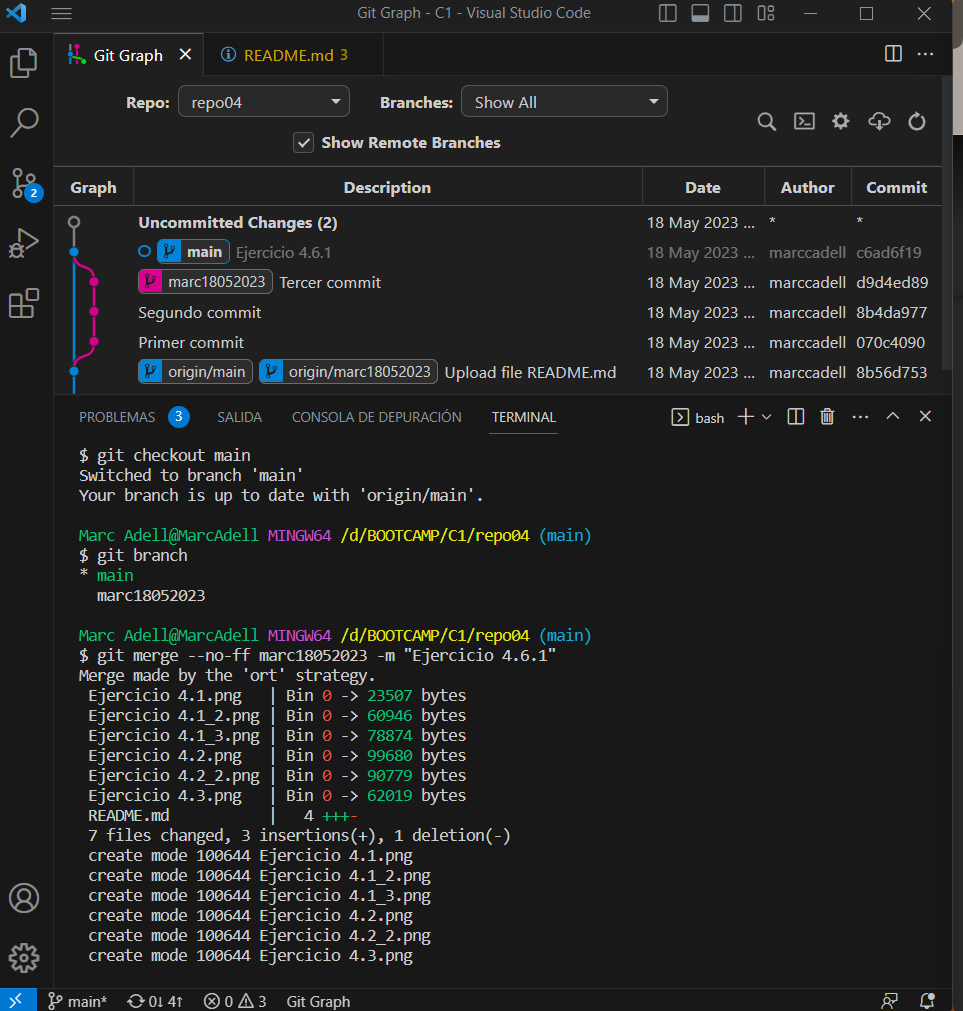 Git Graph - C1 - Visual Studio Code
Git Graph README.md 3
Repo: repo04 Branches: Show All
Show Remote Branches
Graph Description Date Author Commit
Uncommitted Changes (2) 18 May 2023 ... * *
main Ejercicio 4.6.1 18 May 2023 ... marccadell c6ad6f19
marc18052023 Tercer commit 18 May 2023 ... marccadell d9d4ed89
Segundo commit 18 May 2023 ... marccadell 8b4da977
Primer commit 18 May 2023 ... marccadell 070c4090
origin/main origin/marc18052023 Upload file README.md 18 May 2023 ... marccadell 8b56d753
2
PROBLEMAS 3 SALIDA CONSOLA DE DEPURACIÓN TERMINAL bash
$ git checkout main
Switched to branch 'main'
Your branch is up to date with 'origin/main'.
Marc Adell@MarcAdell MINGW64 /d/BOOTCAMP/C1/repo04 (main)
$ git branch
* main
marc18052023
Marc Adell@MarcAdell MINGW64 /d/BOOTCAMP/C1/repo04 (main)
$ git merge --no-ff marc18052023 -m "Ejercicio 4.6.1"
Merge made by the 'ort' strategy.
Ejercicio 4.1.png | Bin 0 -> 23507 bytes
Ejercicio 4.1_2.png | Bin 0 -> 60946 bytes
Ejercicio 4.1_3.png | Bin 0 -> 78874 bytes
Ejercicio 4.2.png | Bin 0 -> 99680 bytes
Ejercicio 4.2_2.png | Bin 0 -> 90779 bytes
Ejercicio 4.3.png | Bin 0 -> 62019 bytes
README.md | 4 +++-
7 files changed, 3 insertions(+), 1 deletion(-)
create mode 100644 Ejercicio 4.1.png
create mode 100644 Ejercicio 4.1_2.png
create mode 100644 Ejercicio 4.1_3.png
create mode 100644 Ejercicio 4.2.png
create mode 100644 Ejercicio 4.2_2.png
create mode 100644 Ejercicio 4.3.png
main* 0↓ 4↑ 0 3 Git Graph